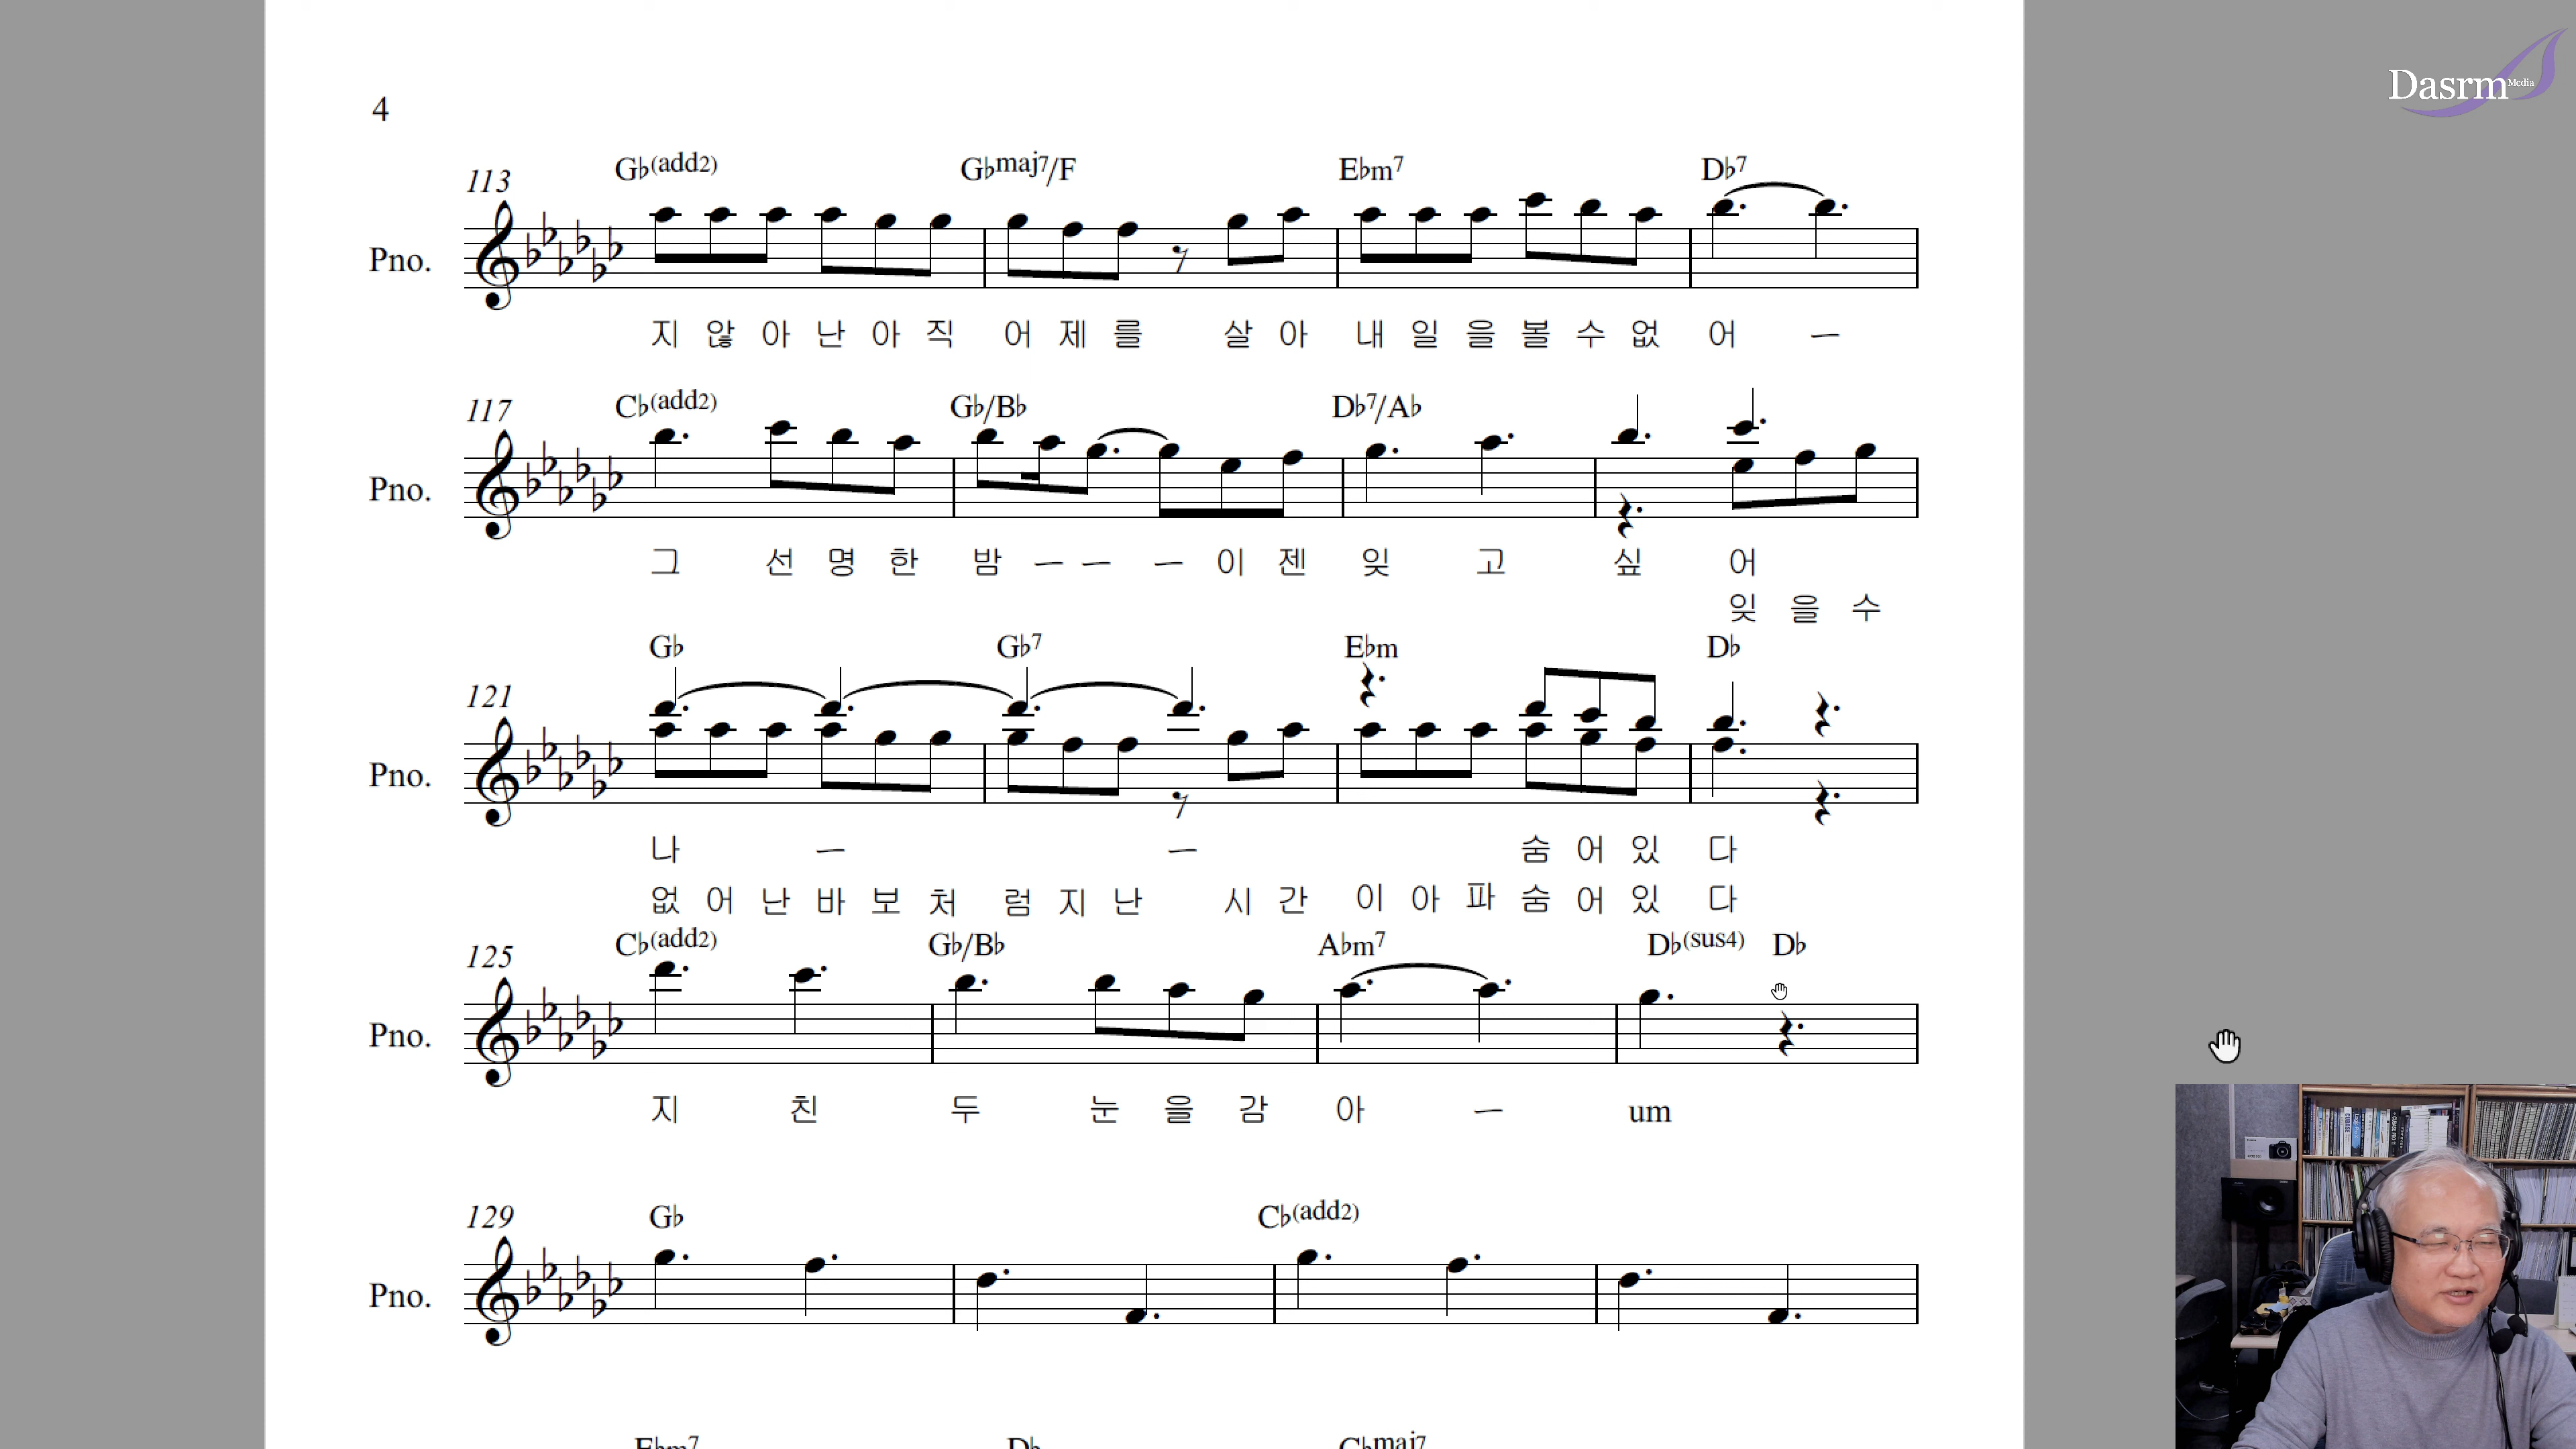 Dasrm Media
4
G♭(add2) G♭maj7/F E♭m7 D♭7
113
Pno.
지 않 아 난 아 직 어 제 를 살 아 내 일 을 볼 수 없 어 ㅡ
C♭(add2) G♭/B♭ D♭7/A♭
117
Pno.
그 선 명 한 밤 ㅡ ㅡ ㅡ 이 젠 잊 고 싶 어
잊 을 수
G♭ G♭7 E♭m D♭
121
Pno.
나 ㅡ ㅡ 숨 어 있 다
없 어 난 바 보 처 럼 지 난 시 간 이 아 파 숨 어 있 다
C♭(add2) G♭/B♭ A♭m7 D♭(sus4) D♭
125
Pno.
지 친 두 눈 을 감 아 ㅡ um
G♭ C♭(add2)
129
Pno.
E♭m7 D♭ C♭maj7